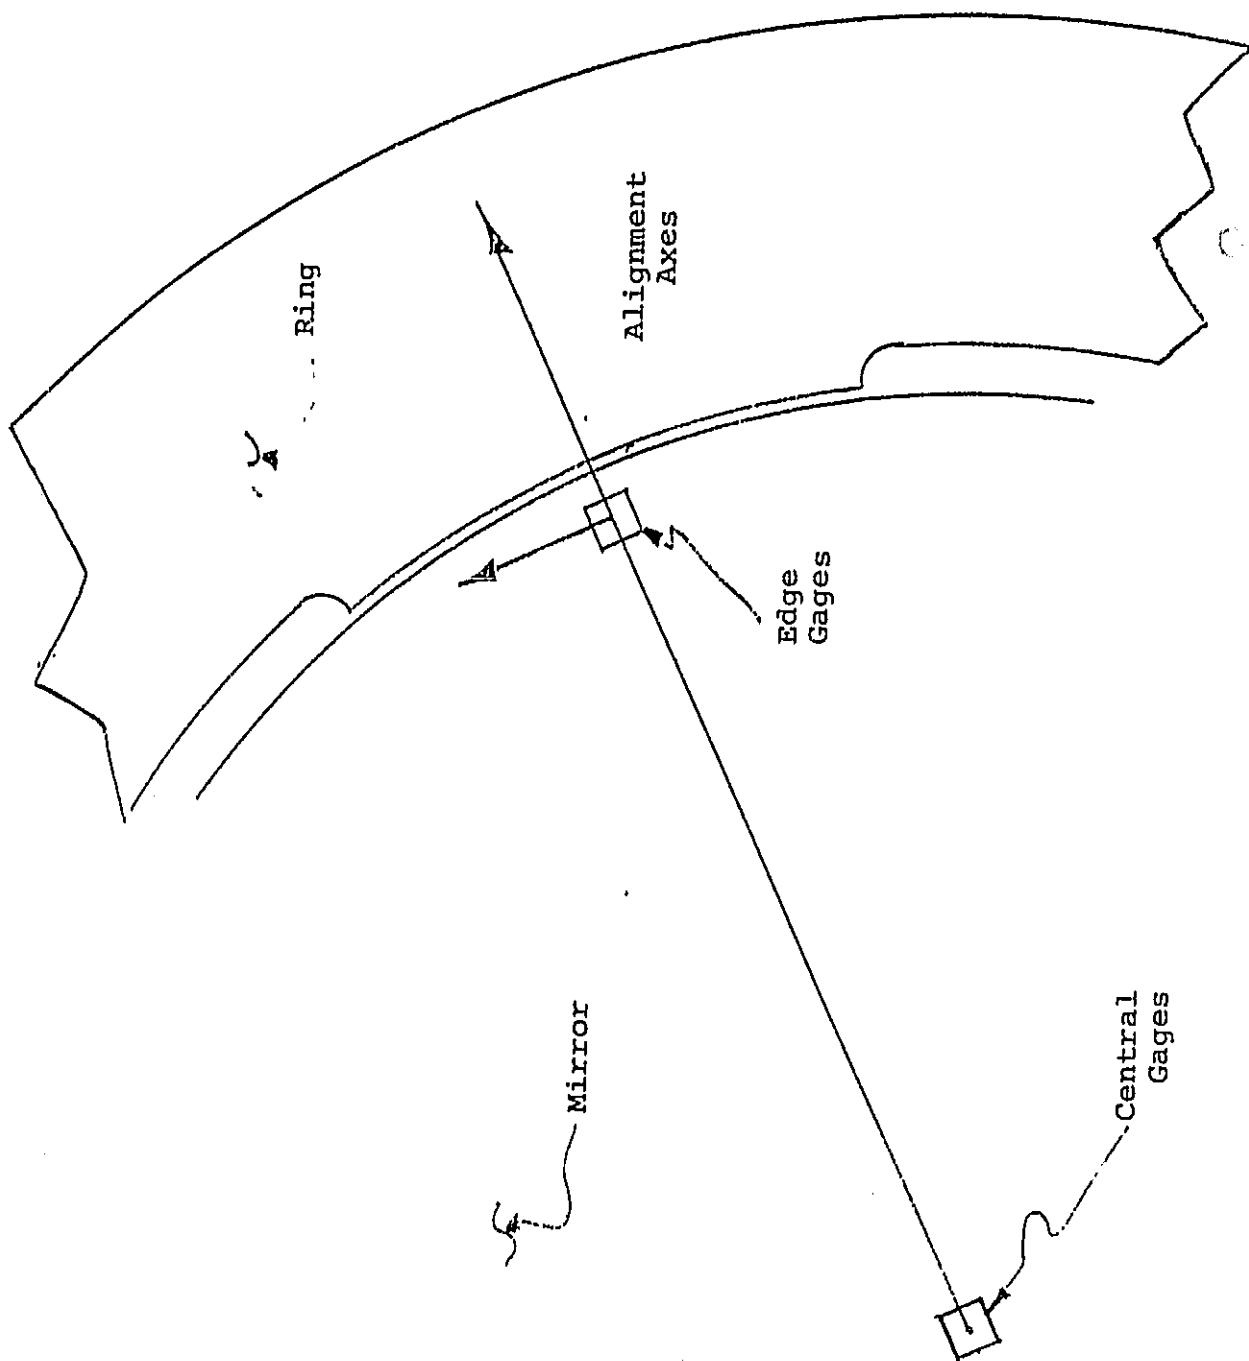 Ring
Alignment
Axes
Edge
Gages
Mirror
Central
Gages